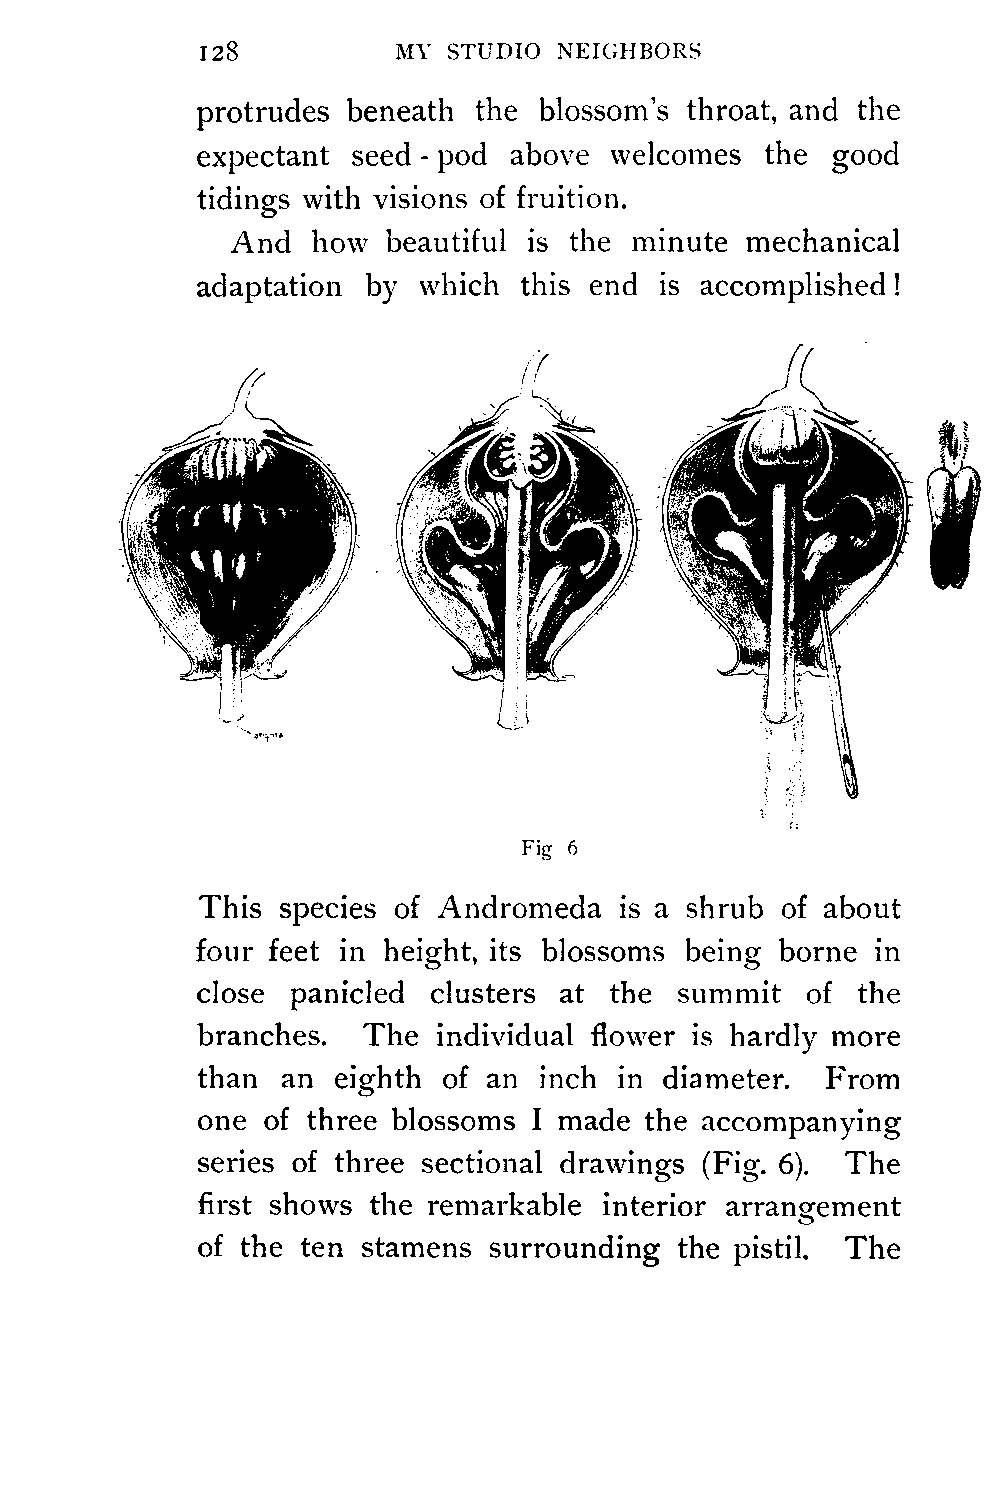 128 MY STUDIO NEIGHBORS
protrudes beneath the blossom's throat, and the
expectant seed-pod above welcomes the good
tidings with visions of fruition.
And how beautiful is the minute mechanical
adaptation by which this end is accomplished!
stigma
Fig 6
This species of Andromeda is a shrub of about
four feet in height, its blossoms being borne in
close panicled clusters at the summit of the
branches. The individual flower is hardly more
than an eighth of an inch in diameter. From
one of three blossoms I made the accompanying
series of three sectional drawings (Fig. 6). The
first shows the remarkable interior arrangement
of the ten stamens surrounding the pistil. The